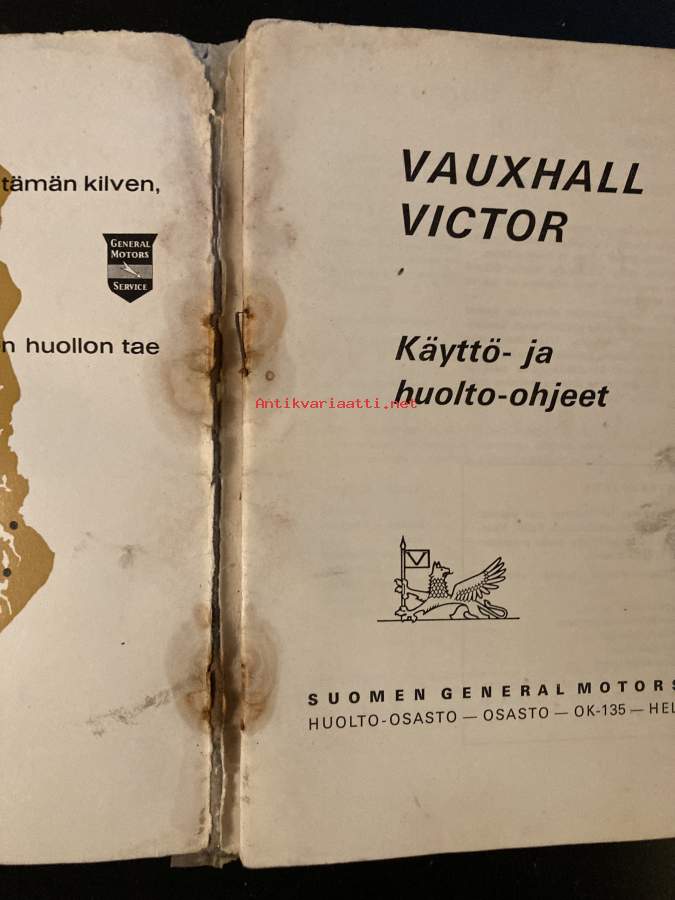 tämän kilven,
GENERAL
MOTORS
SERVICE
n huollon tae
VAUXHALL
VICTOR
Käyttö- ja
huolto-ohjeet
Antikvariaatti.net
V
SUOMEN GENERAL MOTORS
HUOLTO-OSASTO — OSASTO — OK-135 — HEL